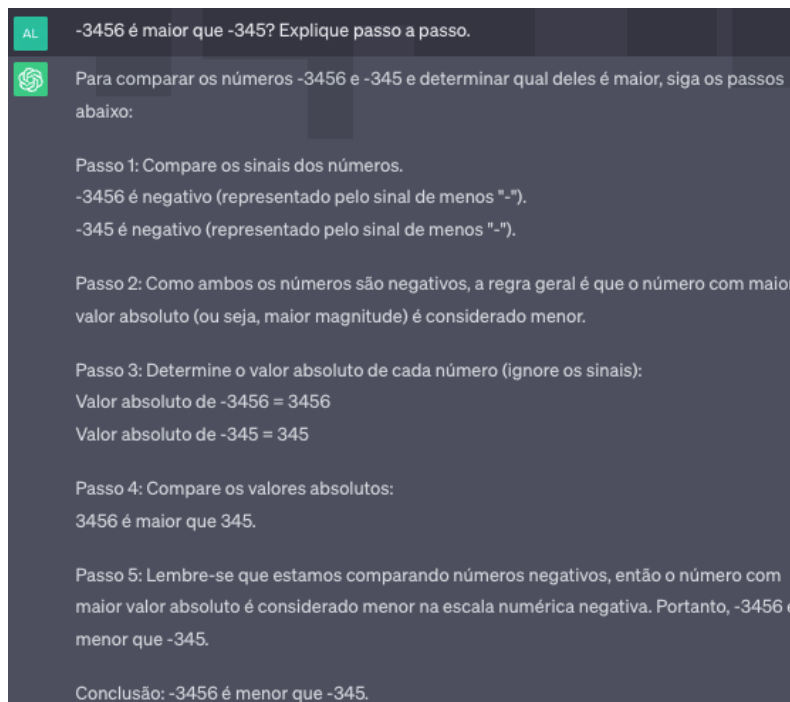 AL
-3456 é maior que -345? Explique passo a passo.
Para comparar os números -3456 e -345 e determinar qual deles é maior, siga os passos
abaixo:
Passo 1: Compare os sinais dos números.
-3456 é negativo (representado pelo sinal de menos "-").
-345 é negativo (representado pelo sinal de menos "-").
Passo 2: Como ambos os números são negativos, a regra geral é que o número com maior
valor absoluto (ou seja, maior magnitude) é considerado menor.
Passo 3: Determine o valor absoluto de cada número (ignore os sinais):
Valor absoluto de -3456 = 3456
Valor absoluto de -345 = 345
Passo 4: Compare os valores absolutos:
3456 é maior que 345.
Passo 5: Lembre-se que estamos comparando números negativos, então o número com
maior valor absoluto é considerado menor na escala numérica negativa. Portanto, -3456 é
menor que -345.
Conclusão: -3456 é menor que -345.